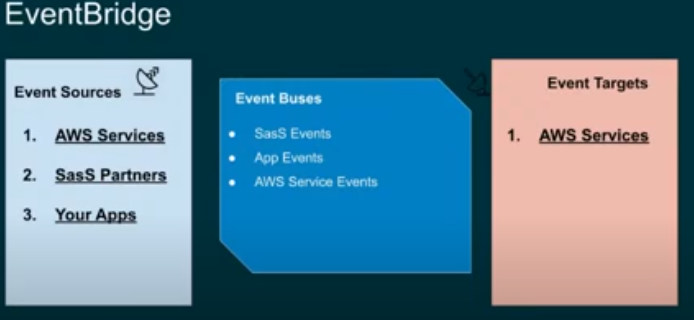 EventBridge
Event Sources
1. AWS Services
2. SasS Partners
3. Your Apps
Event Buses
• SasS Events
• App Events
• AWS Service Events
Event Targets
1. AWS Services